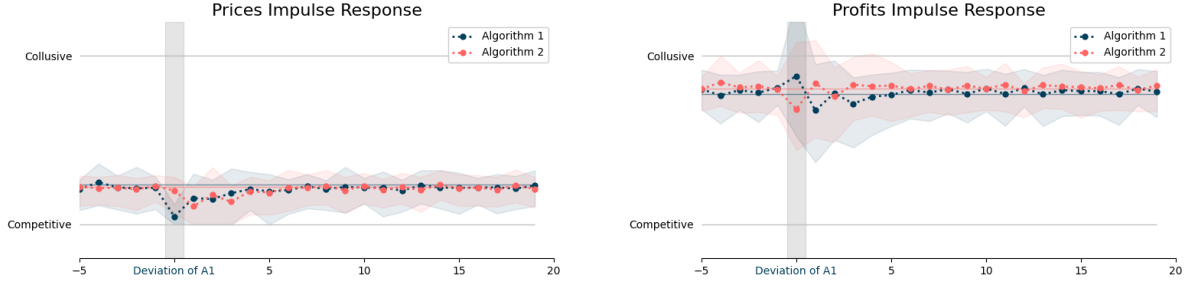 Prices Impulse Response
Algorithm 1
Algorithm 2
Collusive
Competitive
−5
Deviation of A1
5
10
15
20
Profits Impulse Response
Algorithm 1
Algorithm 2
Collusive
Competitive
−5
Deviation of A1
5
10
15
20